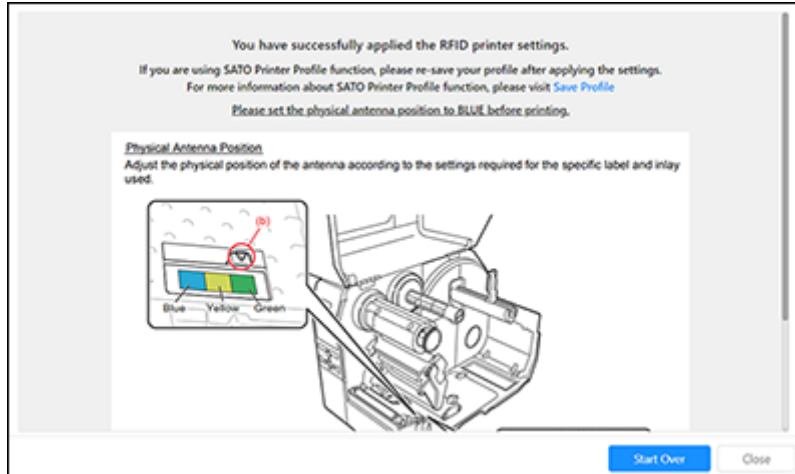 You have successfully applied the RFID printer settings.
If you are using SATO Printer Profile function, please re-save your profile after applying the settings.
For more information about SATO Printer Profile function, please visit Save Profile
Please set the physical antenna position to BLUE before printing.
Physical Antenna Position
Adjust the physical position of the antenna according to the settings required for the specific label and inlay
used.
(b)
Blue Yellow Green
Start Over Close